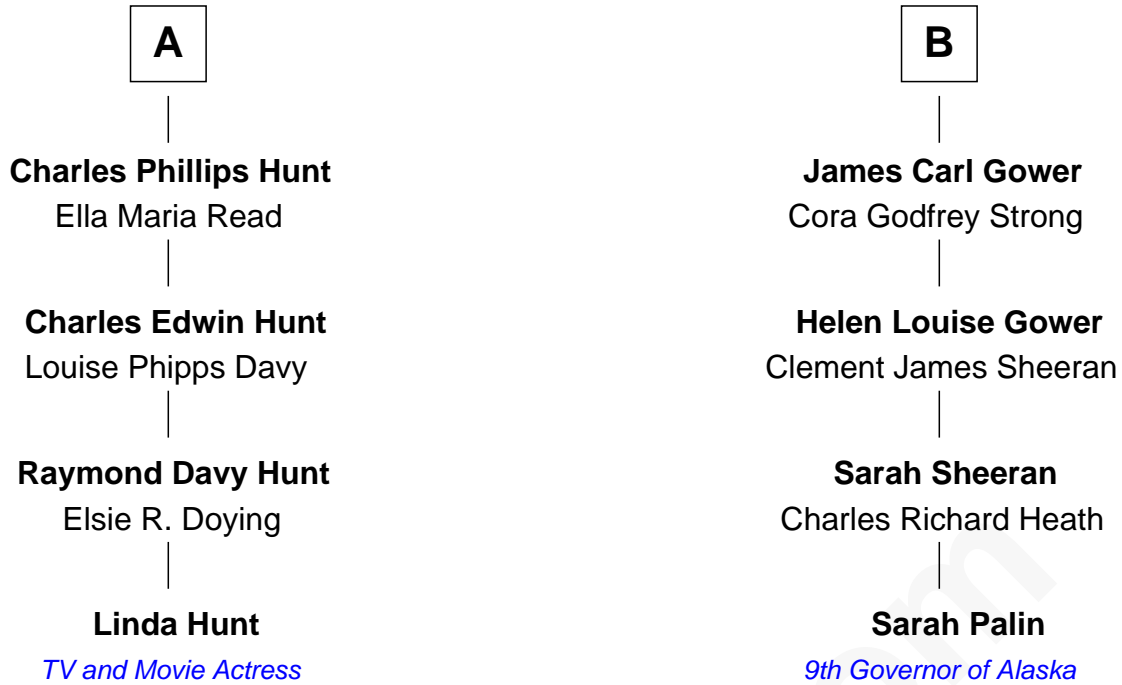 A
Charles Phillips Hunt
Ella Maria Read
Charles Edwin Hunt
Louise Phipps Davy
Raymond Davy Hunt
Elsie R. Doying
Linda Hunt
TV and Movie Actress
B
James Carl Gower
Cora Godfrey Strong
Helen Louise Gower
Clement James Sheeran
Sarah Sheeran
Charles Richard Heath
Sarah Palin
9th Governor of Alaska